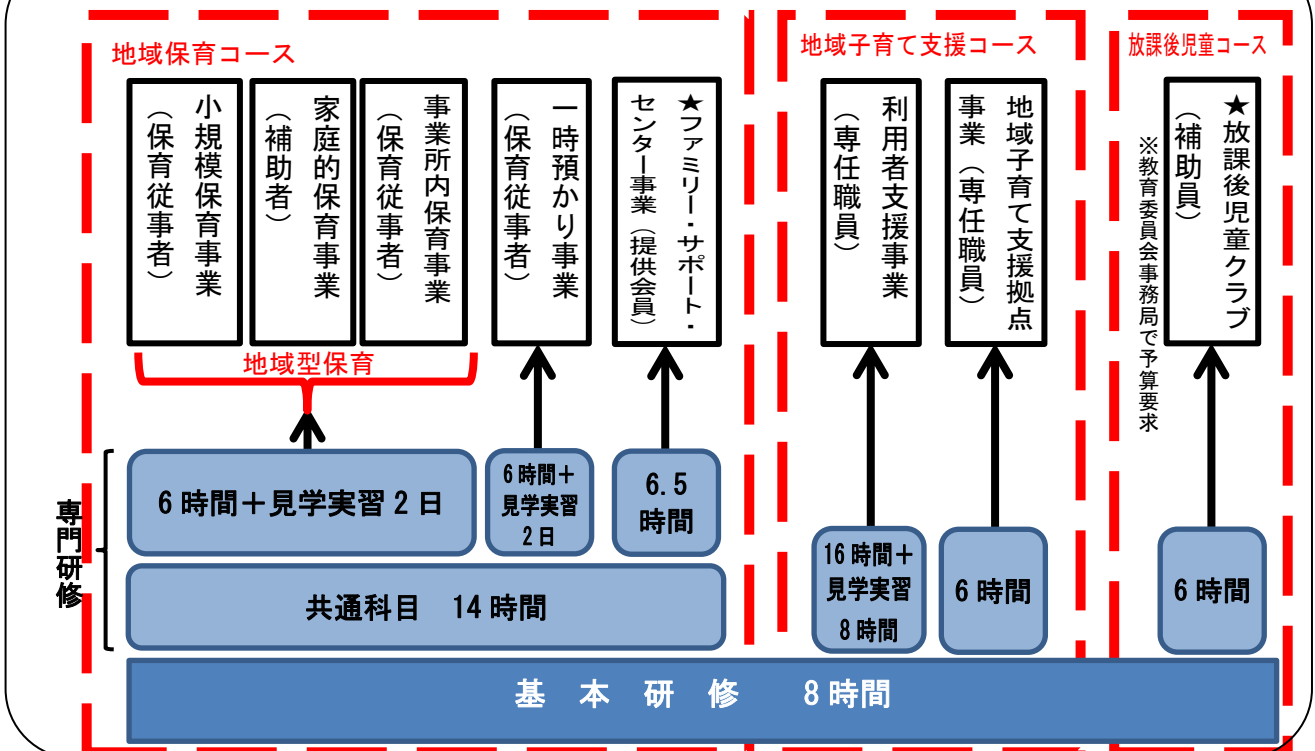 地域保育コース
小規模保育事業
（保育従事者）
家庭的保育事業
（補助者）
事業所内保育事業
（保育従事者）
一時預かり事業
（保育従事者）
★ファミリー・サポート・
センター事業（提供会員）
地域型保育
地域子育て支援コース
利用者支援事業
（専任職員）
地域子育て支援拠点
事業（専任職員）
放課後児童コース
★放課後児童クラブ
（補助員）
※教育委員会事務局で予算要求
専門研修
6時間＋見学実習2日
6時間＋
見学実習
2日
6.5
時間
共通科目　14時間
16時間＋
見学実習
8時間
6時間
6時間
基　本　研　修　　8時間